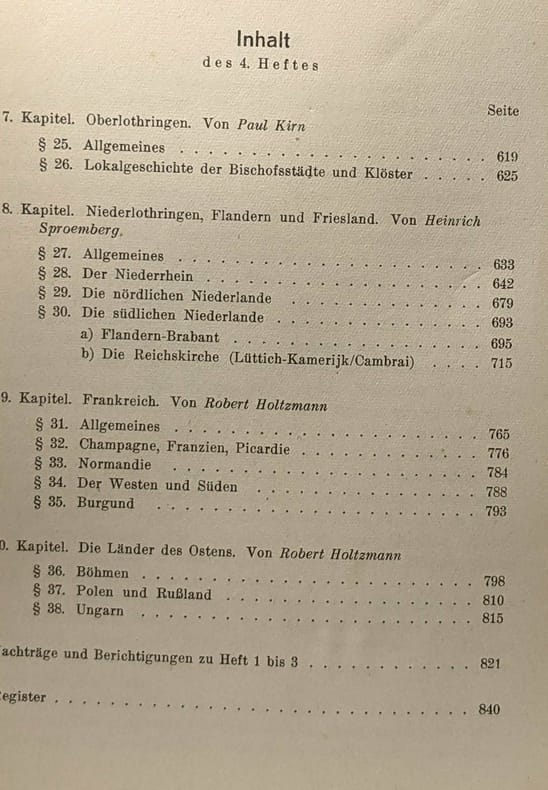 Inhalt
des 4. Heftes
Seite
7. Kapitel. Oberlothringen. Von Paul Kirn
§ 25. Allgemeines . . . . . . . . . . . . . . . . . . . . 619
§ 26. Lokalgeschichte der Bischofsstädte und Klöster . . . . . 625
8. Kapitel. Niederlothringen, Flandern und Friesland. Von Heinrich
Sproemberg.
§ 27. Allgemeines . . . . . . . . . . . . . . . . . . . . 633
§ 28. Der Niederrhein . . . . . . . . . . . . . . . . . . 642
§ 29. Die nördlichen Niederlande . . . . . . . . . . . . 679
§ 30. Die südlichen Niederlande . . . . . . . . . . . . . 693
a) Flandern-Brabant . . . . . . . . . . . . . . . . 695
b) Die Reichskirche (Lüttich-Kamerijk/Cambrai) . . . . 715
9. Kapitel. Frankreich. Von Robert Holtzmann
§ 31. Allgemeines . . . . . . . . . . . . . . . . . . . . 765
§ 32. Champagne, Franzien, Picardie . . . . . . . . . . . 776
§ 33. Normandie . . . . . . . . . . . . . . . . . . . . 784
§ 34. Der Westen und Süden . . . . . . . . . . . . . . . 788
§ 35. Burgund . . . . . . . . . . . . . . . . . . . . . 793
0. Kapitel. Die Länder des Ostens. Von Robert Holtzmann
§ 36. Böhmen . . . . . . . . . . . . . . . . . . . . . . 798
§ 37. Polen und Rußland . . . . . . . . . . . . . . . . . 810
§ 38. Ungarn . . . . . . . . . . . . . . . . . . . . . . 815
achträge und Berichtigungen zu Heft 1 bis 3 . . . . . . . . . . . 821
egister . . . . . . . . . . . . . . . . . . . . . . . . . . . . 840